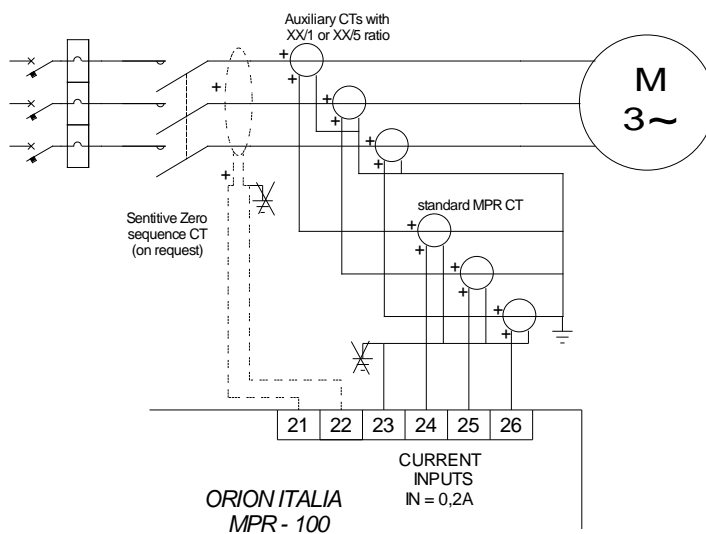 Auxiliary CTs with
XX/1 or XX/5 ratio
M
3~
Sentitive Zero
sequence CT
(on request)
standard MPR CT
21 22 23 24 25 26
CURRENT
INPUTS
IN = 0,2A
ORION ITALIA
MPR - 100